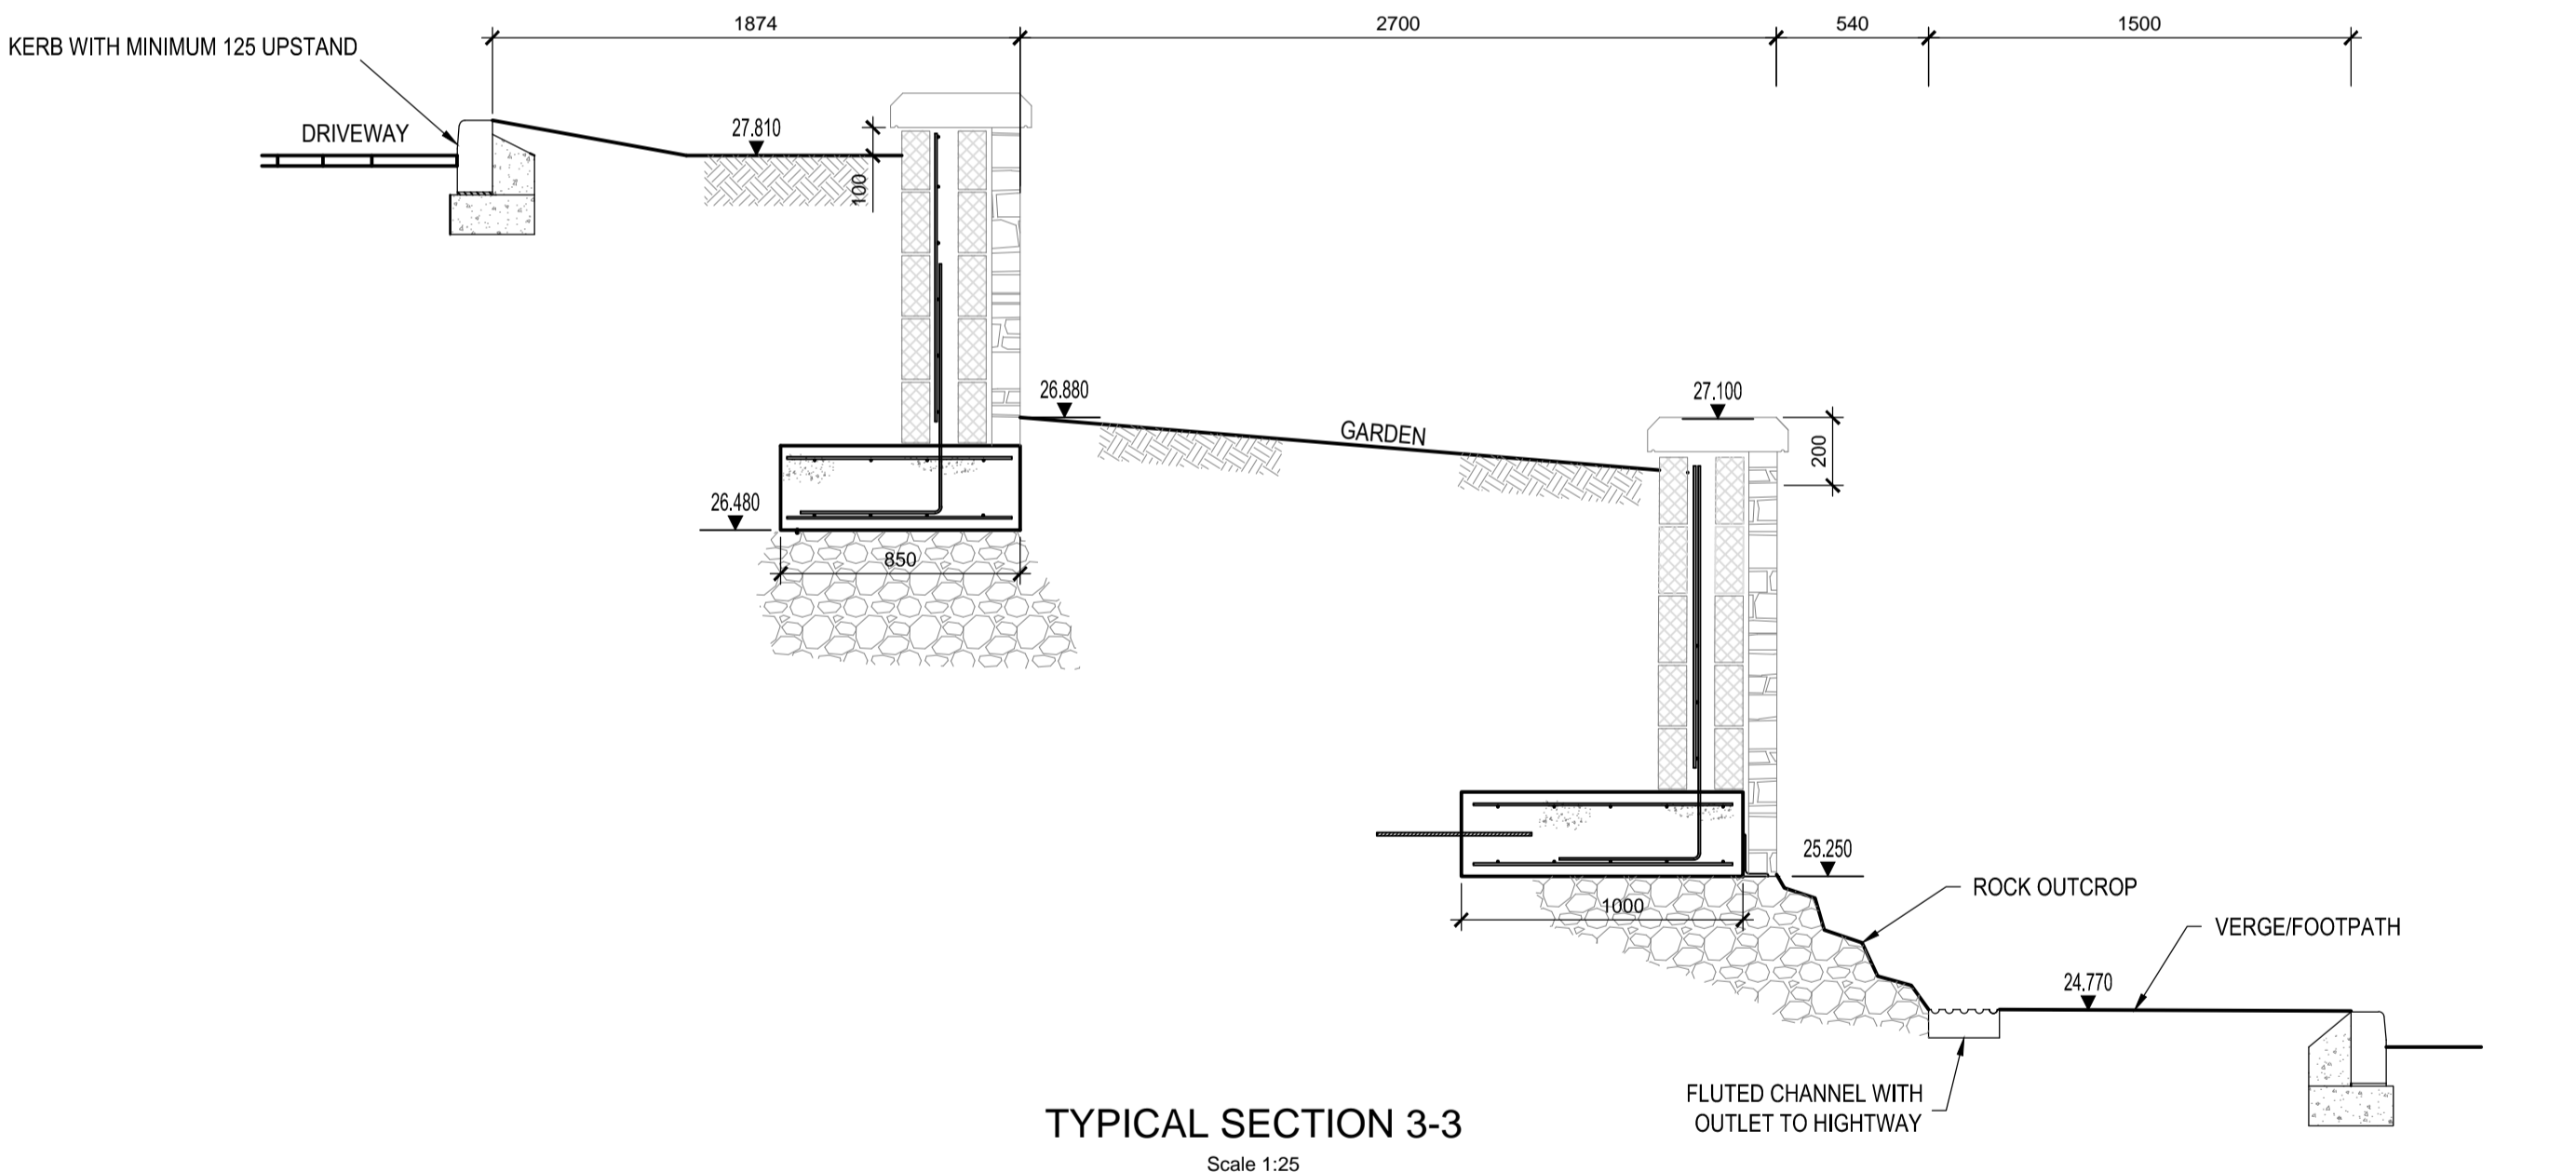 1874
2700
540
1500
KERB WITH MINIMUM 125 UPSTAND
DRIVEWAY
27.810
100
26.880
27.100
GARDEN
200
26.480
850
25.250
ROCK OUTCROP
1000
VERGE/FOOTPATH
24.770
FLUTED CHANNEL WITH
OUTLET TO HIGHTWAY
TYPICAL SECTION 3-3
Scale 1:25